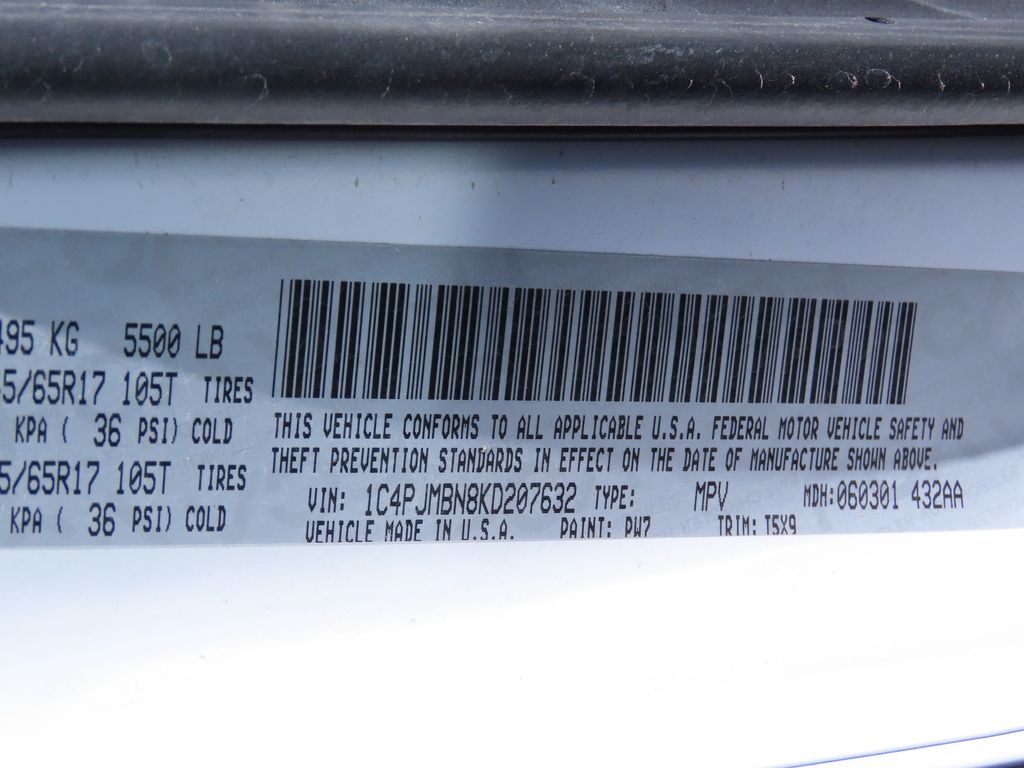 495 KG 5500 LB
5/65R17 105T TIRES
KPA ( 36 PSI) COLD
5/65R17 105T TIRES
KPA ( 36 PSI) COLD
THIS VEHICLE CONFORMS TO ALL APPLICABLE U.S.A. FEDERAL MOTOR VEHICLE SAFETY AND
THEFT PREVENTION STANDARDS IN EFFECT ON THE DATE OF MANUFACTURE SHOWN ABOVE.
VIN: 1C4PJMBN8KD207632 TYPE: MPV MDH:060301 432AA
VEHICLE MADE IN U.S.A. PAINT: PW7 TRIM: T5X9